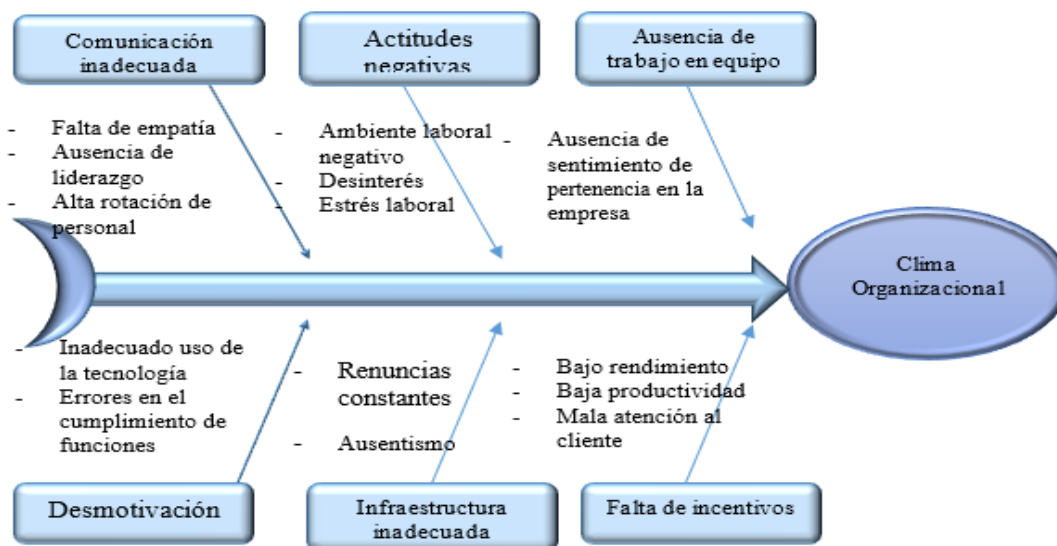 Comunicación
inadecuada
Actitudes
negativas
Ausencia de
trabajo en equipo
- Falta de empatía
- Ausencia de
liderazgo
- Alta rotación de
personal
- Ambiente laboral
negativo
- Desinterés
- Estrés laboral
- Ausencia de
sentimiento de
pertenencia en la
empresa
Clima
Organizacional
- Inadecuado uso de
la tecnología
- Errores en el
cumplimiento de
funciones
- Renuncias
constantes
- Ausentismo
- Bajo rendimiento
- Baja productividad
- Mala atención al
cliente
Desmotivación
Infraestructura
inadecuada
Falta de incentivos